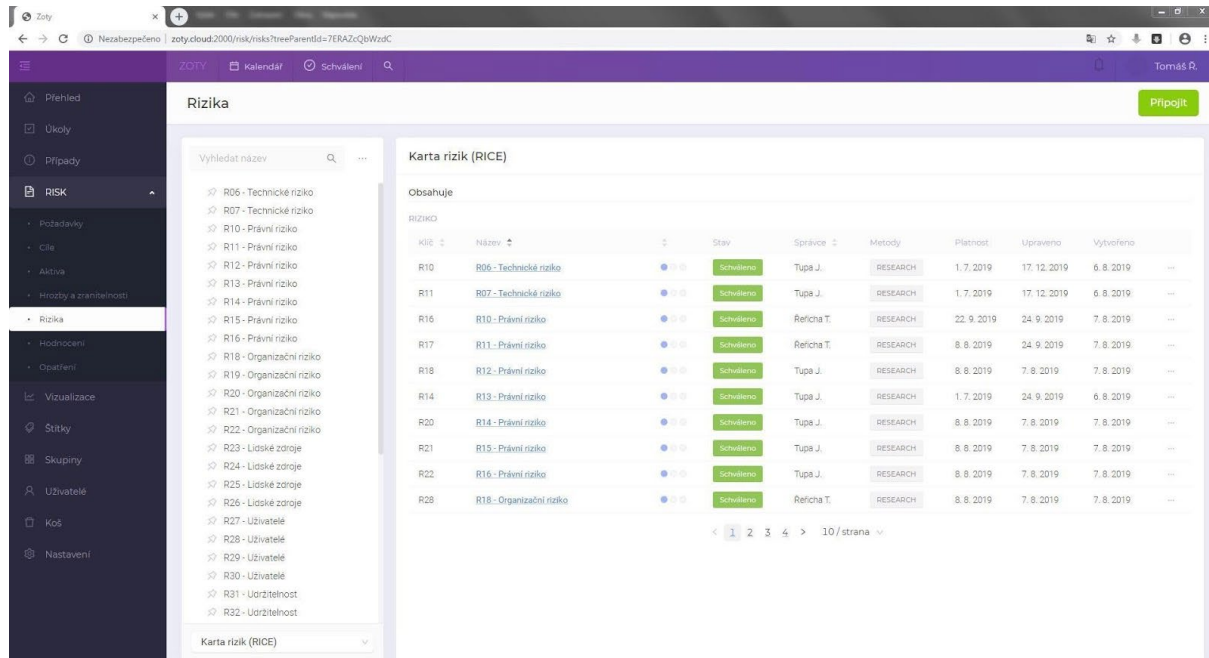 Zoty
Nezabezpečeno | zoty.cloud:2000/risk/risks?treeParentId=7ERAZcQbWzdC
ZOTY Kalendář Schválení Tomáš Ř.
Přehled
Úkoly
Případy
RISK
Požadavky
Cíle
Aktiva
Hrozby a zranitelnosti
Rizika
Hodnocení
Opatření
Vizualizace
Štítky
Skupiny
Uživatelé
Koš
Nastavení
Rizika Připojit
Vyhledat název
R06 - Technické riziko
R07 - Technické riziko
R10 - Právní riziko
R11 - Právní riziko
R12 - Právní riziko
R13 - Právní riziko
R14 - Právní riziko
R15 - Právní riziko
R16 - Právní riziko
R18 - Organizační riziko
R19 - Organizační riziko
R20 - Organizační riziko
R21 - Organizační riziko
R22 - Organizační riziko
R23 - Lidské zdroje
R24 - Lidské zdroje
R25 - Lidské zdroje
R26 - Lidské zdroje
R27 - Uživatelé
R28 - Uživatelé
R29 - Uživatelé
R30 - Uživatelé
R31 - Udržitelnost
R32 - Udržitelnost
Karta rizik (RICE)
Karta rizik (RICE)
Obsahuje
RIZIKO
Klíč Název Stav Správce Metody Platnost Upraveno Vytvořeno
R10 R06 - Technické riziko Schváleno Tupa J. RESEARCH 1. 7. 2019 17. 12. 2019 6. 8. 2019
R11 R07 - Technické riziko Schváleno Tupa J. RESEARCH 1. 7. 2019 17. 12. 2019 6. 8. 2019
R16 R10 - Právní riziko Schváleno Řeřicha T. RESEARCH 22. 9. 2019 24. 9. 2019 7. 8. 2019
R17 R11 - Právní riziko Schváleno Řeřicha T. RESEARCH 8. 8. 2019 24. 9. 2019 7. 8. 2019
R18 R12 - Právní riziko Schváleno Tupa J. RESEARCH 8. 8. 2019 7. 8. 2019 7. 8. 2019
R14 R13 - Právní riziko Schváleno Tupa J. RESEARCH 1. 7. 2019 24. 9. 2019 6. 8. 2019
R20 R14 - Právní riziko Schváleno Tupa J. RESEARCH 8. 8. 2019 7. 8. 2019 7. 8. 2019
R21 R15 - Právní riziko Schváleno Tupa J. RESEARCH 8. 8. 2019 7. 8. 2019 7. 8. 2019
R22 R16 - Právní riziko Schváleno Tupa J. RESEARCH 8. 8. 2019 7. 8. 2019 7. 8. 2019
R28 R18 - Organizační riziko Schváleno Řeřicha T. RESEARCH 8. 8. 2019 7. 8. 2019 7. 8. 2019
< 1 2 3 4 > 10 / strana